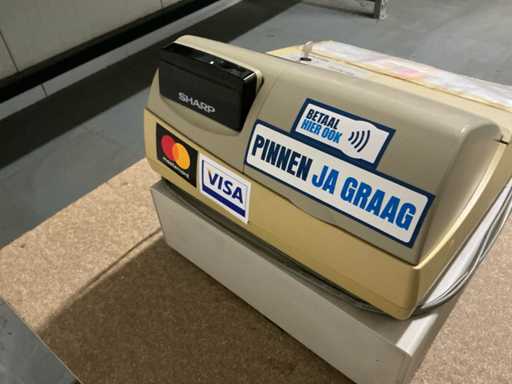 SHARP
BETAAL
HIER OOK
PINNEN JA GRAAG
mastercard
VISA